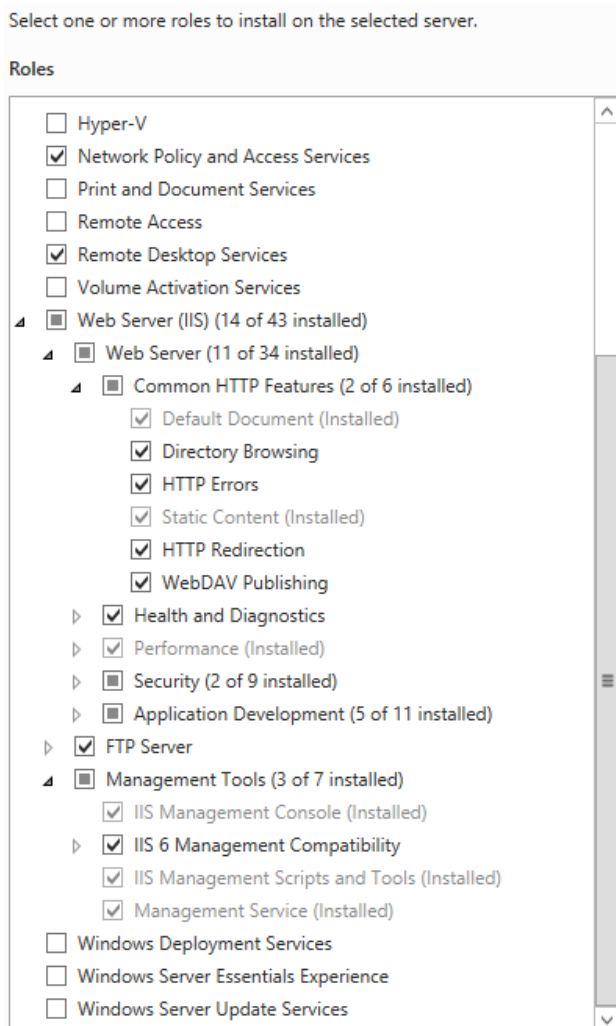 Select one or more roles to install on the selected server.
Roles
Hyper-V
Network Policy and Access Services
Print and Document Services
Remote Access
Remote Desktop Services
Volume Activation Services
Web Server (IIS) (14 of 43 installed)
Web Server (11 of 34 installed)
Common HTTP Features (2 of 6 installed)
Default Document (Installed)
Directory Browsing
HTTP Errors
Static Content (Installed)
HTTP Redirection
WebDAV Publishing
Health and Diagnostics
Performance (Installed)
Security (2 of 9 installed)
Application Development (5 of 11 installed)
FTP Server
Management Tools (3 of 7 installed)
IIS Management Console (Installed)
IIS 6 Management Compatibility
IIS Management Scripts and Tools (Installed)
Management Service (Installed)
Windows Deployment Services
Windows Server Essentials Experience
Windows Server Update Services